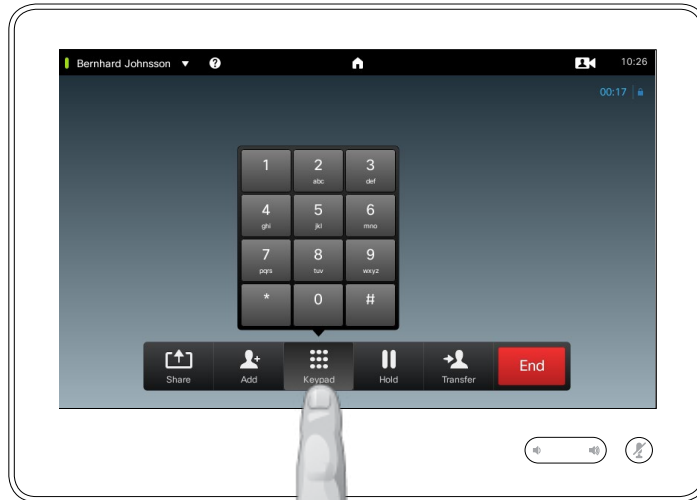 Bernhard Johnsson ? 10:26
00:17
1 2 3
abc def
4 5 6
ghi jkl mno
7 8 9
pqrs tuv wxyz
* 0 #
Share Add Keypad Hold Transfer End